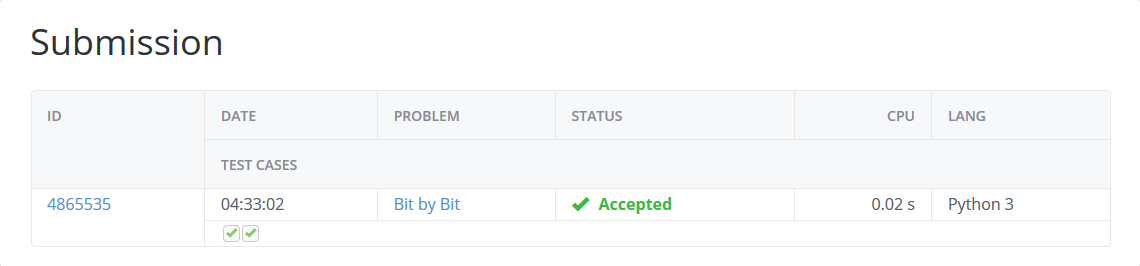 Submission
ID DATE PROBLEM STATUS CPU LANG
TEST CASES
4865535 04:33:02 Bit by Bit Accepted 0.02 s Python 3